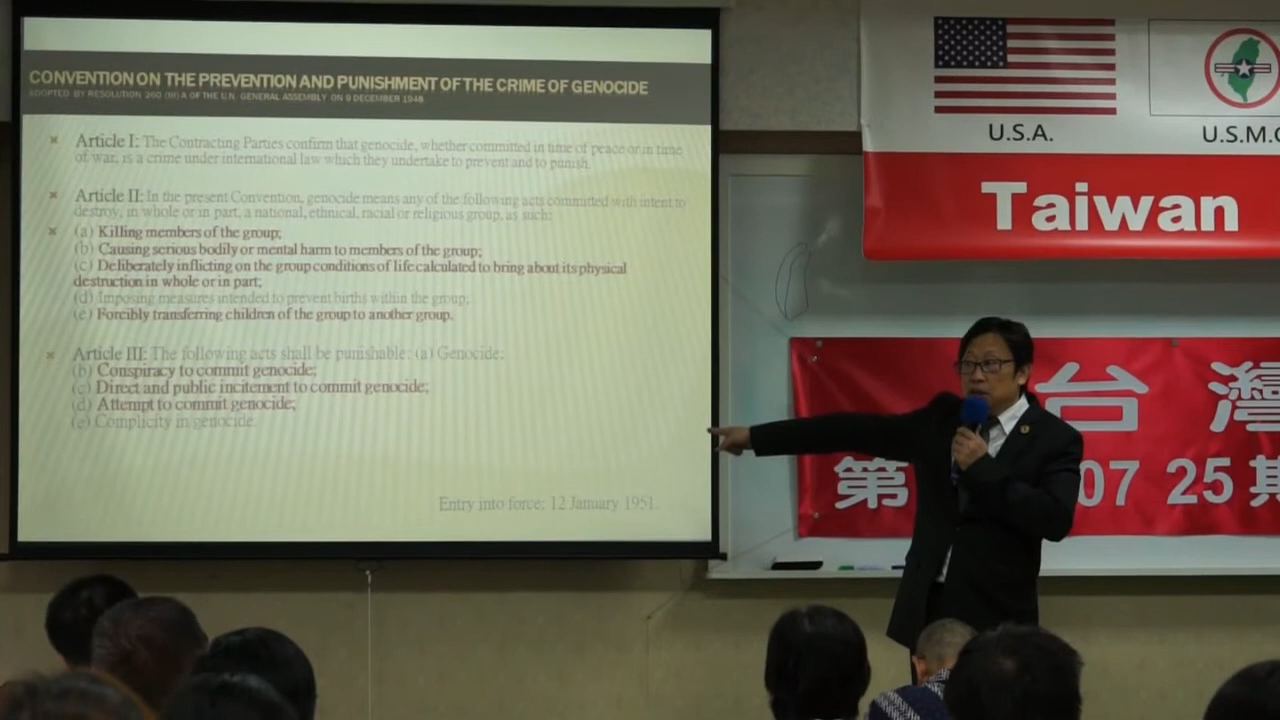 CONVENTION ON THE PREVENTION AND PUNISHMENT OF THE CRIME OF GENOCIDE
ADOPTED BY RESOLUTION 260 (III) A OF THE U.N. GENERAL ASSEMBLY ON 9 DECEMBER 1948
Article I: The Contracting Parties confirm that genocide, whether committed in time of peace or in time
of war, is a crime under international law which they undertake to prevent and to punish.
Article II: In the present Convention, genocide means any of the following acts committed with intent to
destroy, in whole or in part, a national, ethnical, racial or religious group, as such:
(a) Killing members of the group;
(b) Causing serious bodily or mental harm to members of the group;
(c) Deliberately inflicting on the group conditions of life calculated to bring about its physical
destruction in whole or in part;
(d) Imposing measures intended to prevent births within the group;
(e) Forcibly transferring children of the group to another group.
Article III: The following acts shall be punishable: (a) Genocide;
(b) Conspiracy to commit genocide;
(c) Direct and public incitement to commit genocide;
(d) Attempt to commit genocide;
(e) Complicity in genocide.
Entry into force: 12 January 1951.
U.S.A.
U.S.M.
Taiwan
台 灣
第 07 25 期